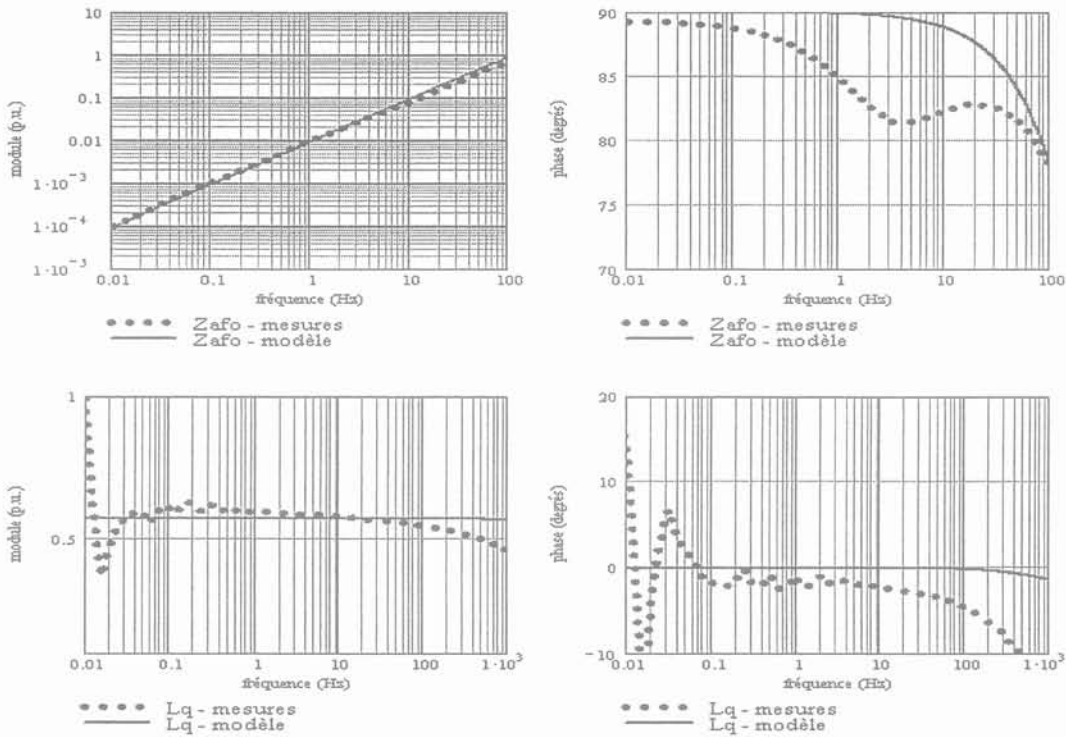 10
1
0.1
0.01
1·10⁻³
1·10⁻⁴
1·10⁻⁵
module (p.u.)
0.01 0.1 1 10 100
fréquence (Hz)
Zafo - mesures
Zafo - modèle
90
85
80
75
70
phase (degrés)
0.01 0.1 1 10 100
fréquence (Hz)
Zafo - mesures
Zafo - modèle
1
0.5
module (p.u.)
0.01 0.1 1 10 100 1·10³
fréquence (Hz)
Lq - mesures
Lq - modèle
20
10
0
-10
phase (degrés)
0.01 0.1 1 10 100 1·10³
fréquence (Hz)
Lq - mesures
Lq - modèle